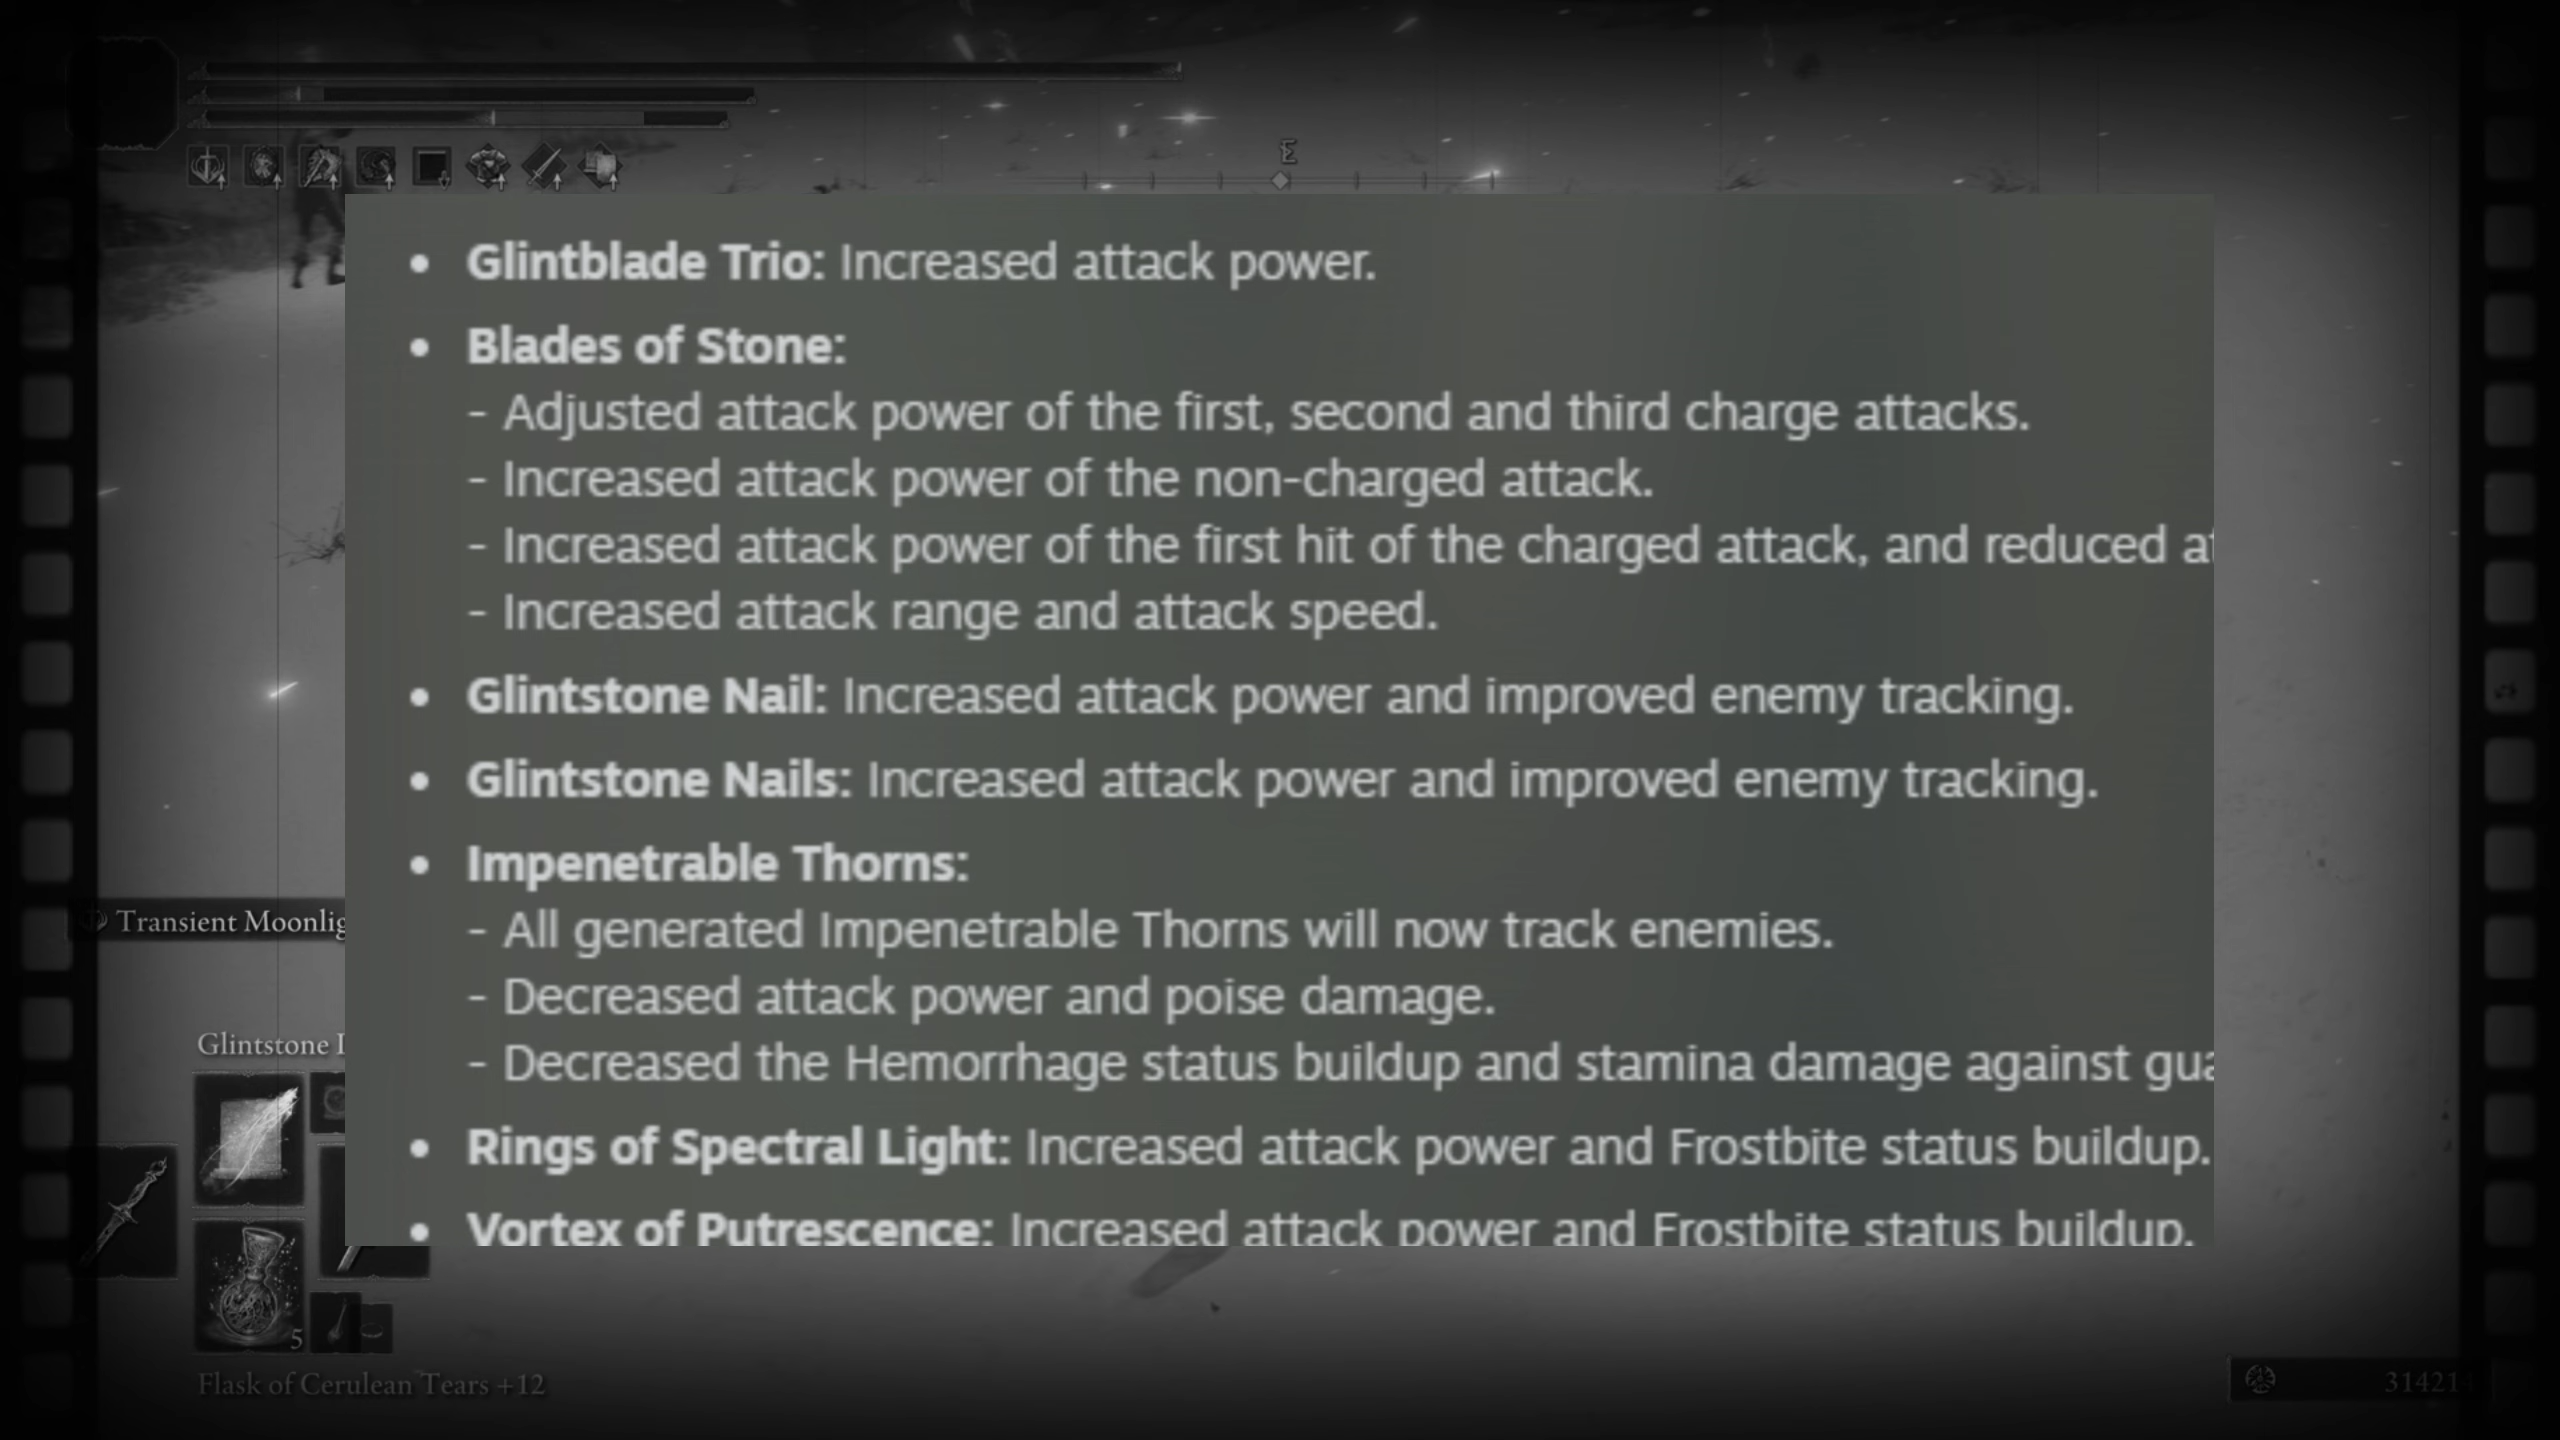 E
• Glintblade Trio: Increased attack power.
• Blades of Stone:
- Adjusted attack power of the first, second and third charge attacks.
- Increased attack power of the non-charged attack.
- Increased attack power of the first hit of the charged attack, and reduced at
- Increased attack range and attack speed.
• Glintstone Nail: Increased attack power and improved enemy tracking.
• Glintstone Nails: Increased attack power and improved enemy tracking.
• Impenetrable Thorns:
- All generated Impenetrable Thorns will now track enemies.
- Decreased attack power and poise damage.
- Decreased the Hemorrhage status buildup and stamina damage against gua
• Rings of Spectral Light: Increased attack power and Frostbite status buildup.
• Vortex of Putrescence: Increased attack power and Frostbite status buildup.
Transient Moonlig
Glintstone
5
Flask of Cerulean Tears +12